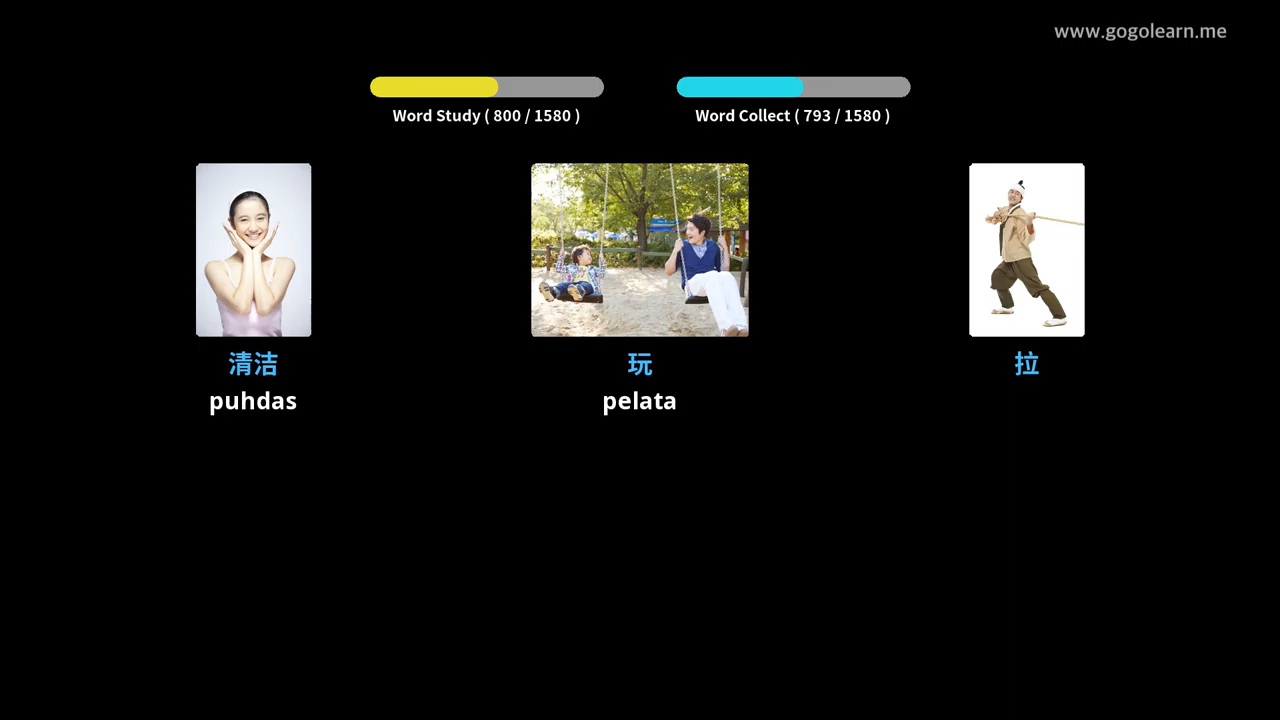 www.gogolearn.me
Word Study ( 800 / 1580 )
Word Collect ( 793 / 1580 )
清洁
puhdas
玩
pelata
拉